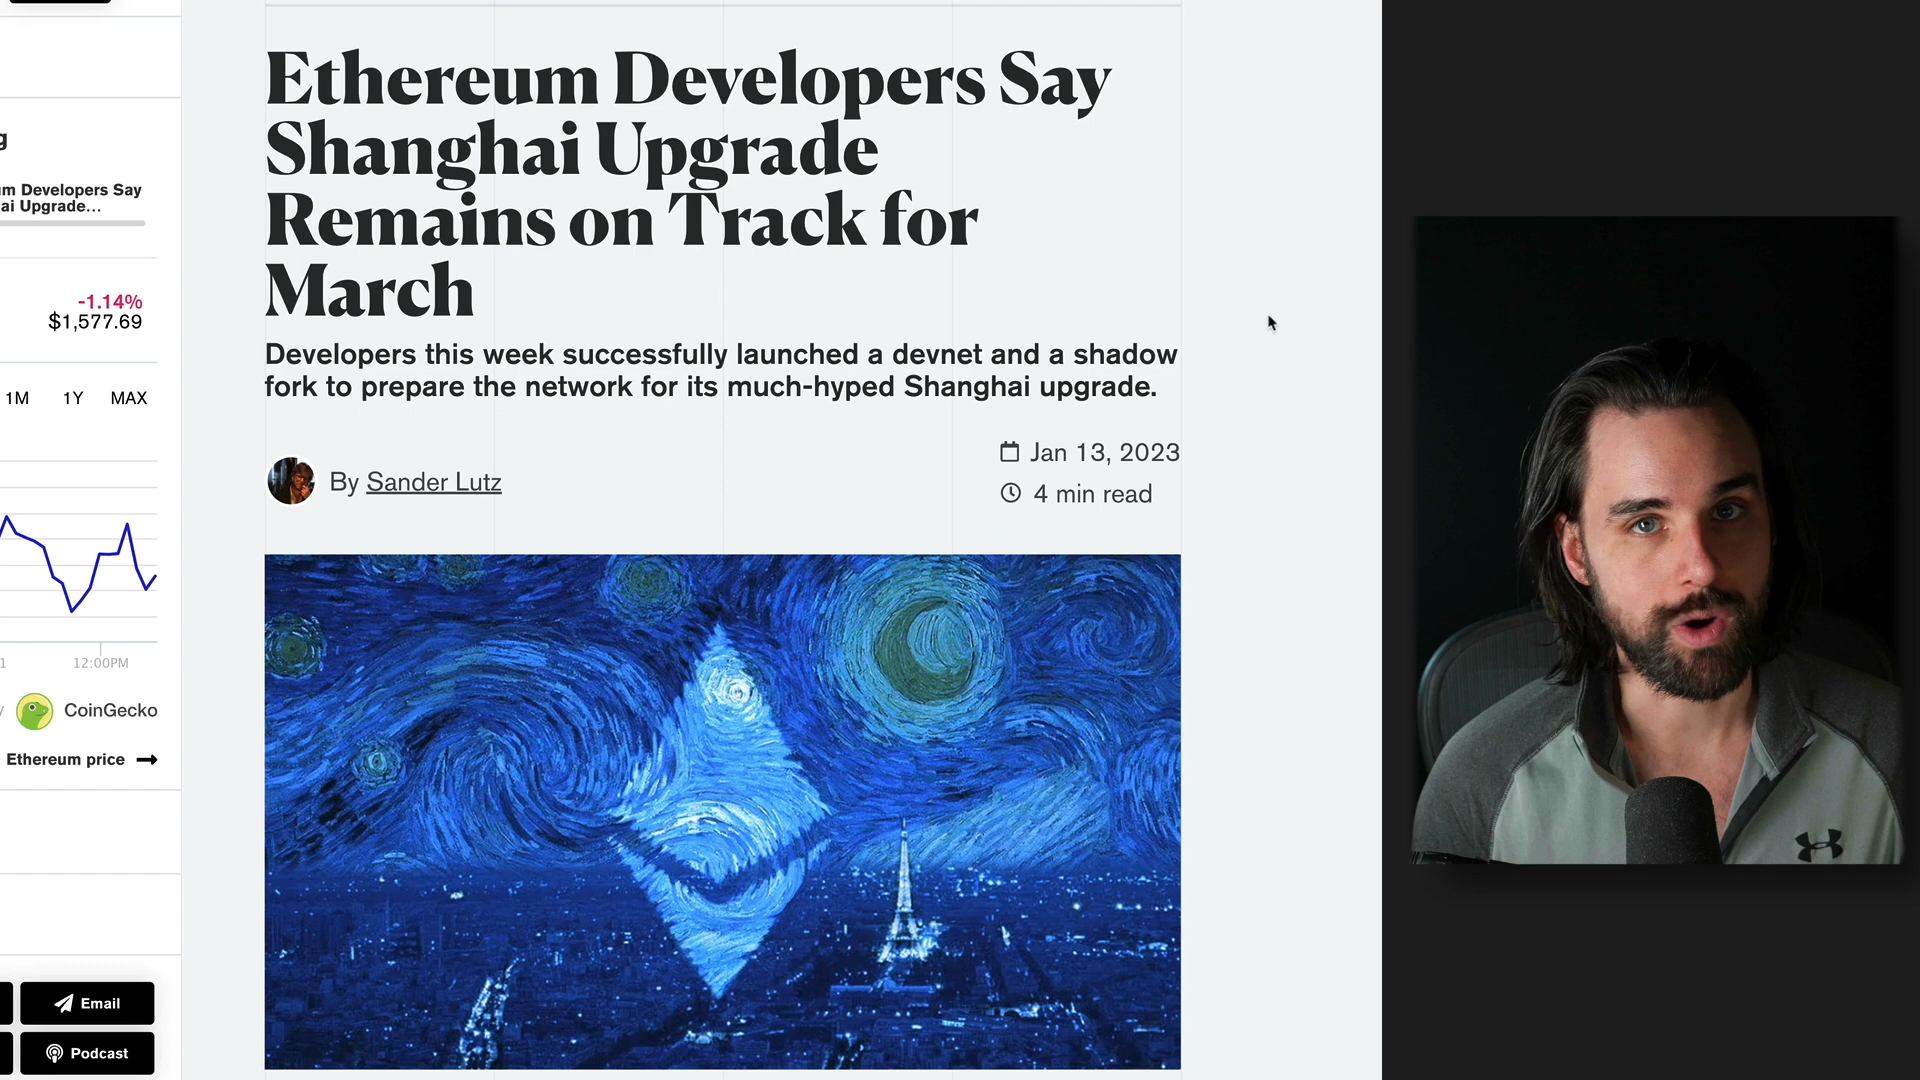 Ethereum Developers Say
Shanghai Upgrade
Remains on Track for
March
Developers this week successfully launched a devnet and a shadow
fork to prepare the network for its much-hyped Shanghai upgrade.
By Sander Lutz
Jan 13, 2023
4 min read
g
m Developers Say
ai Upgrade...
-1.14%
$1,577.69
1M 1Y MAX
1 12:00PM
y CoinGecko
Ethereum price
Email
Podcast